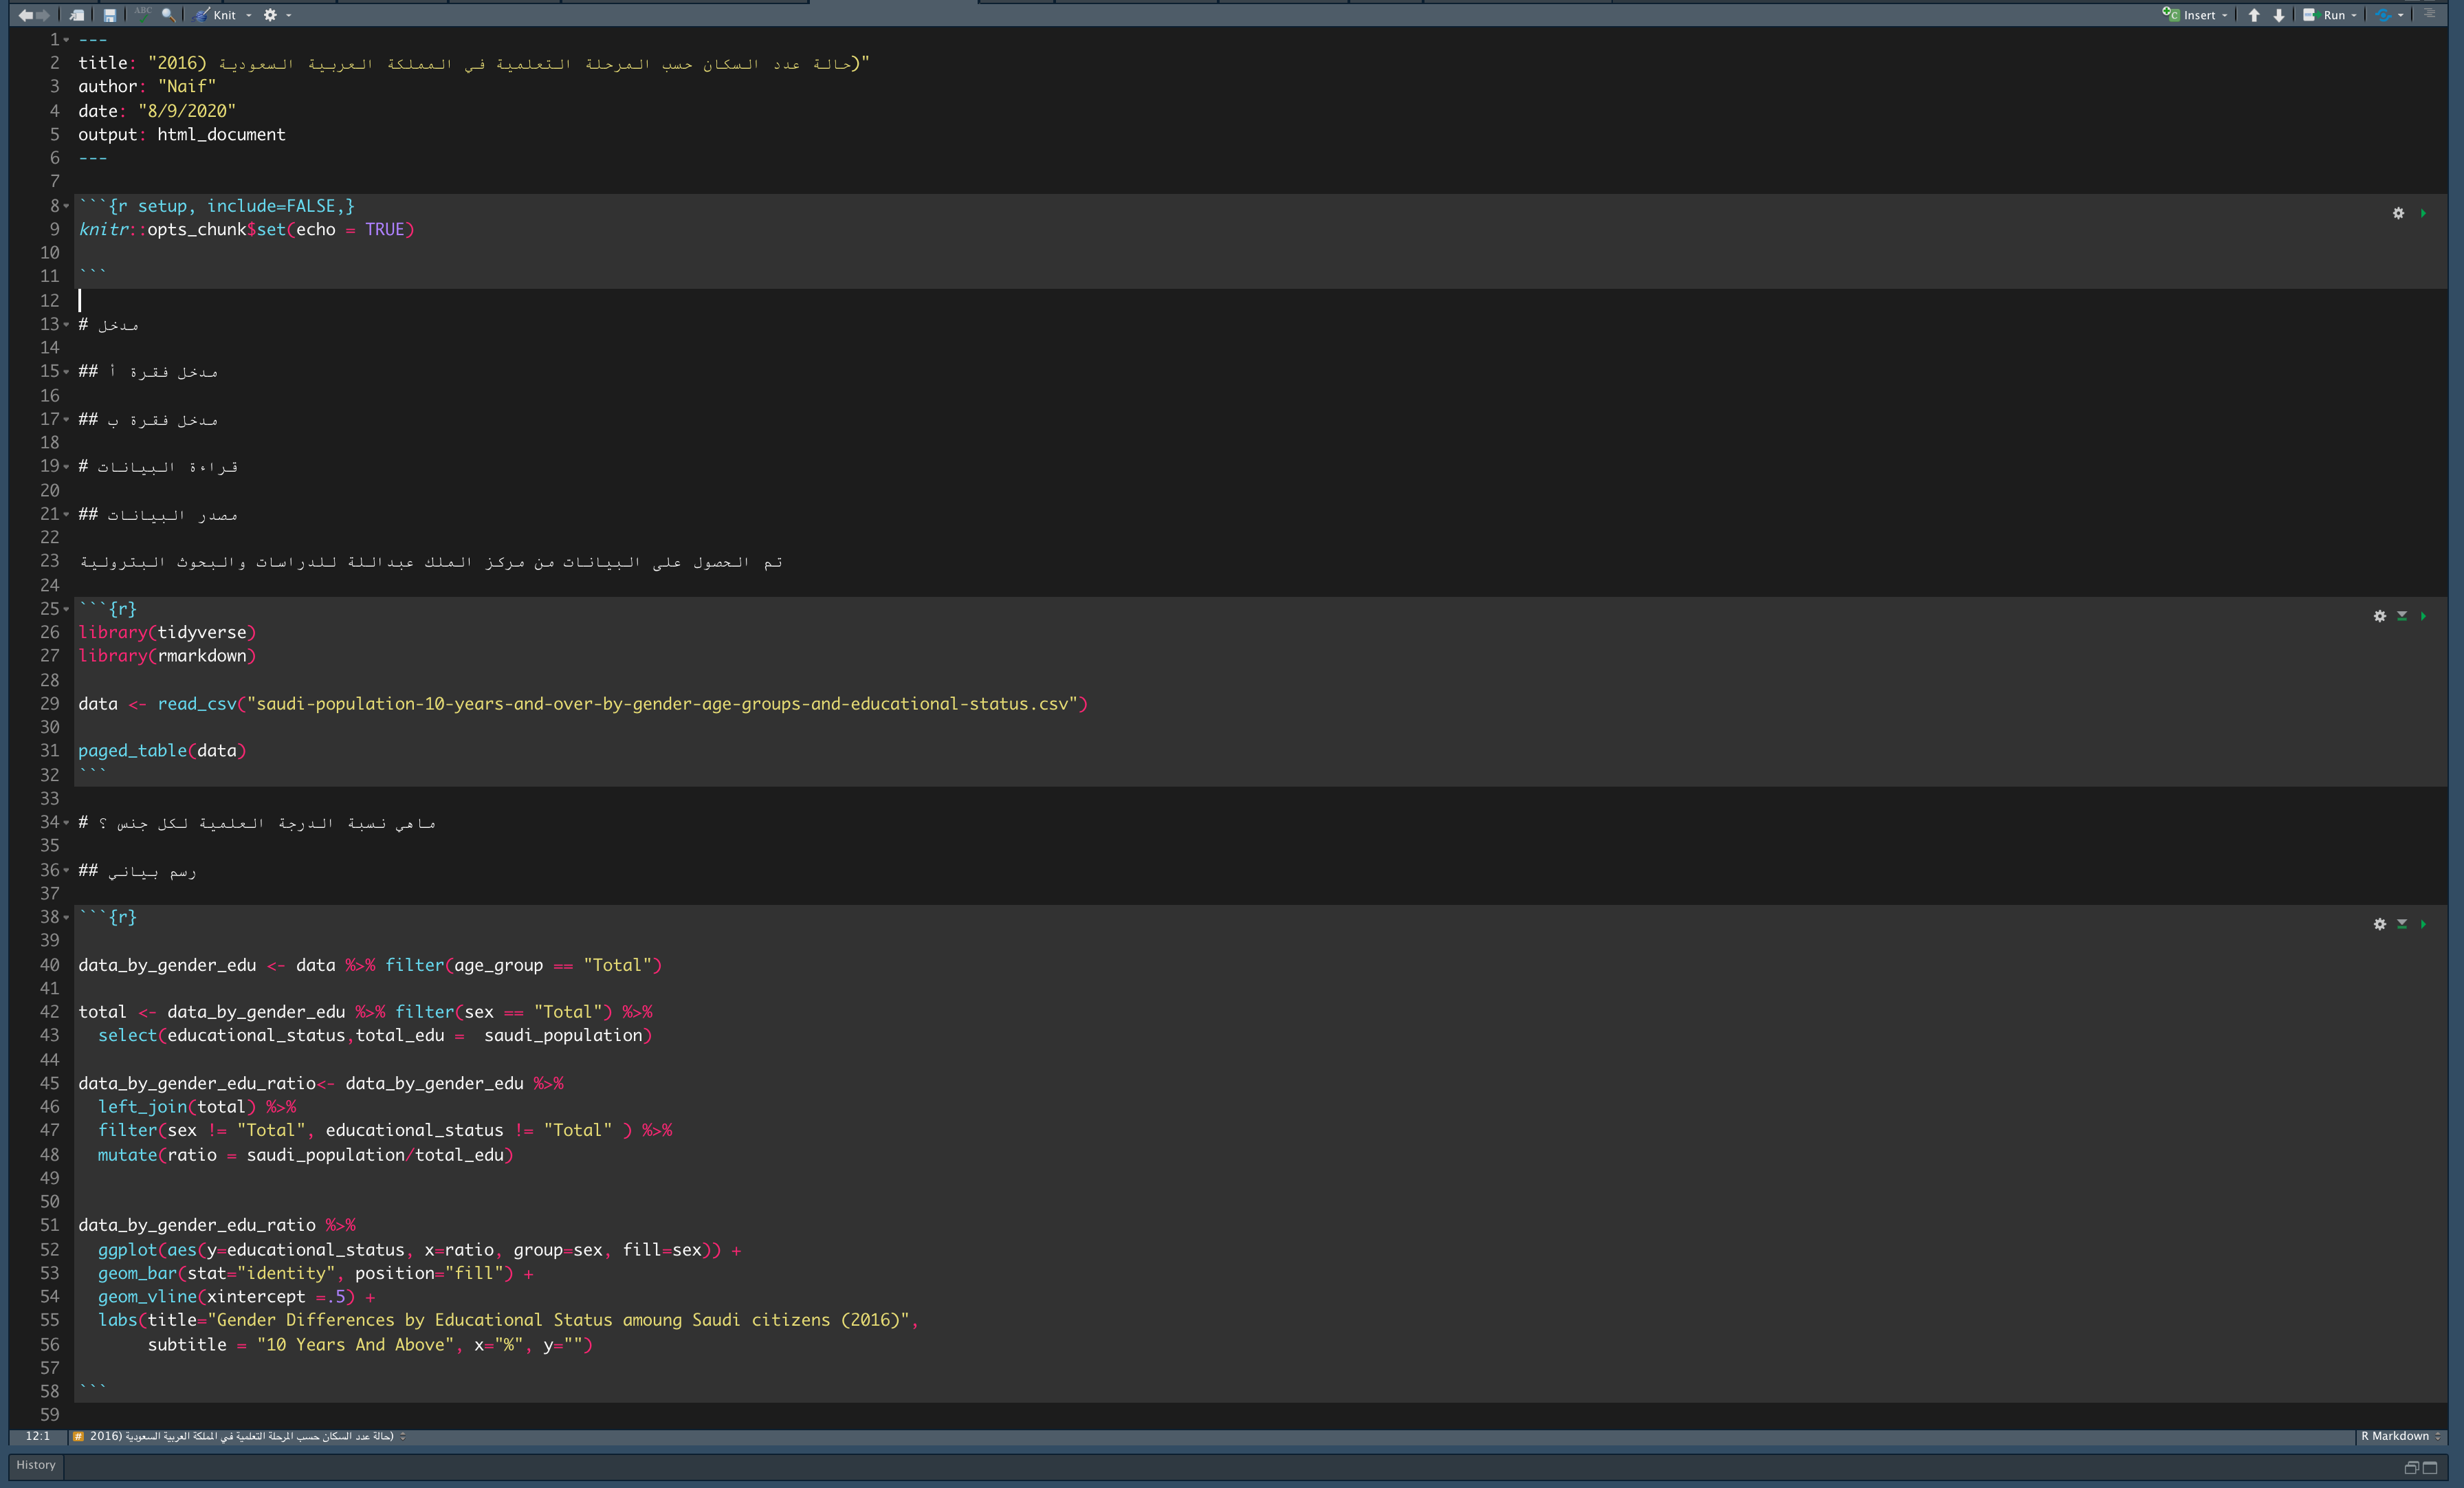 Knit
Insert
Run
1 ---
2 title: "حالة عدد السكان حسب المرحلة التعلمية في المملكة العربية السعودية (2016)"
3 author: "Naif"
4 date: "8/9/2020"
5 output: html_document
6 ---
7
8 ```{r setup, include=FALSE,}
9 knitr::opts_chunk$set(echo = TRUE)
10
11 ```
12
13 # مدخل
14
15 ## مدخل فقرة أ
16
17 ## مدخل فقرة ب
18
19 # قراءة البيانات
20
21 ## مصدر البيانات
22
23 تم الحصول على البيانات من مركز الملك عبداللة للدراسات والبحوث البترولية
24
25 ```{r}
26 library(tidyverse)
27 library(rmarkdown)
28
29 data <- read_csv("saudi-population-10-years-and-over-by-gender-age-groups-and-educational-status.csv")
30
31 paged_table(data)
32 ```
33
34 # ماهي نسبة الدرجة العلمية لكل جنس ؟
35
36 ## رسم بياني
37
38 ```{r}
39
40 data_by_gender_edu <- data %>% filter(age_group == "Total")
41
42 total <- data_by_gender_edu %>% filter(sex == "Total") %>%
43   select(educational_status,total_edu =  saudi_population)
44
45 data_by_gender_edu_ratio<- data_by_gender_edu %>%
46   left_join(total) %>%
47   filter(sex != "Total", educational_status != "Total" ) %>%
48   mutate(ratio = saudi_population/total_edu)
49
50
51 data_by_gender_edu_ratio %>%
52   ggplot(aes(y=educational_status, x=ratio, group=sex, fill=sex)) +
53   geom_bar(stat="identity", position="fill") +
54   geom_vline(xintercept =.5) +
55   labs(title="Gender Differences by Educational Status amoung Saudi citizens (2016)",
56        subtitle = "10 Years And Above", x="%", y="")
57
58 ```
59
12:1
# حالة عدد السكان حسب المرحلة التعلمية في المملكة العربية السعودية (2016)
R Markdown
History